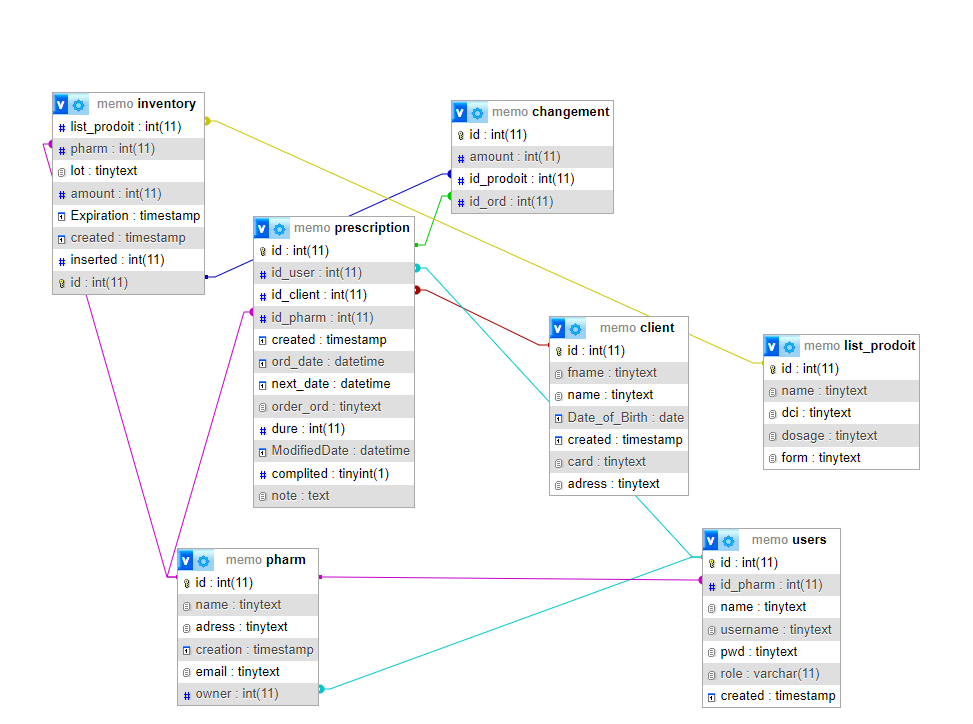 memo inventory
list_prodoit : int(11)
pharm : int(11)
lot : tinytext
amount : int(11)
Expiration : timestamp
created : timestamp
inserted : int(11)
id : int(11)
memo changement
id : int(11)
amount : int(11)
id_prodoit : int(11)
id_ord : int(11)
memo prescription
id : int(11)
id_user : int(11)
id_client : int(11)
id_pharm : int(11)
created : timestamp
ord_date : datetime
next_date : datetime
order_ord : tinytext
dure : int(11)
ModifiedDate : datetime
complited : tinyint(1)
note : text
memo client
id : int(11)
fname : tinytext
name : tinytext
Date_of_Birth : date
created : timestamp
card : tinytext
adress : tinytext
memo list_prodoit
id : int(11)
name : tinytext
dci : tinytext
dosage : tinytext
form : tinytext
memo pharm
id : int(11)
name : tinytext
adress : tinytext
creation : timestamp
email : tinytext
owner : int(11)
memo users
id : int(11)
id_pharm : int(11)
name : tinytext
username : tinytext
pwd : tinytext
role : varchar(11)
created : timestamp